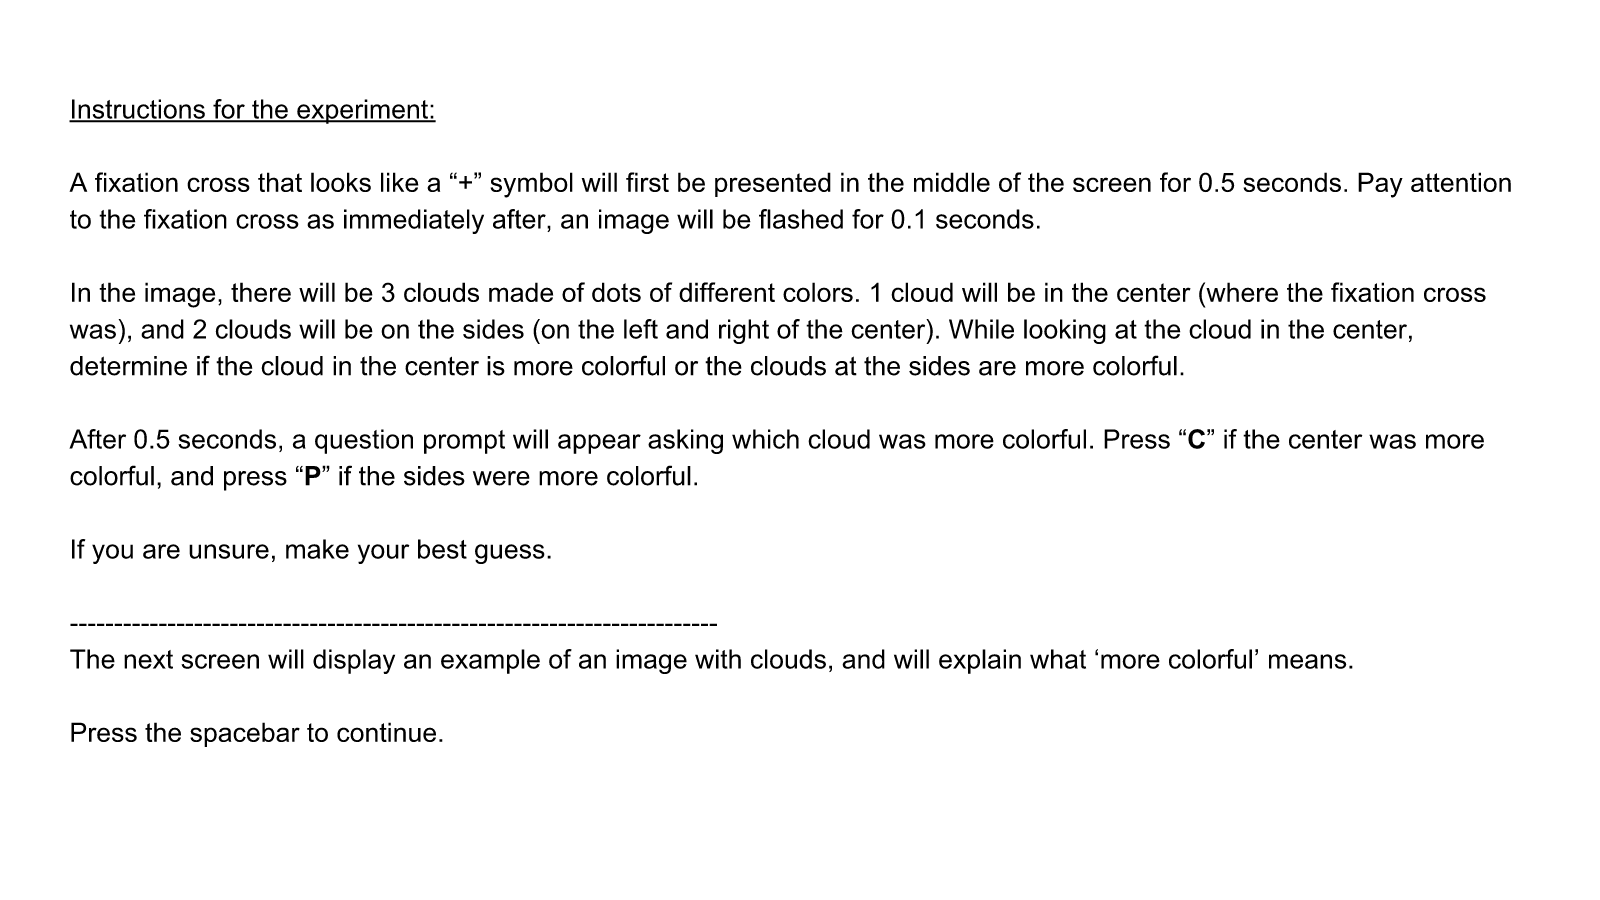 Instructions for the experiment:
A fixation cross that looks like a “+” symbol will first be presented in the middle of the screen for 0.5 seconds. Pay attention
to the fixation cross as immediately after, an image will be flashed for 0.1 seconds.
In the image, there will be 3 clouds made of dots of different colors. 1 cloud will be in the center (where the fixation cross
was), and 2 clouds will be on the sides (on the left and right of the center). While looking at the cloud in the center,
determine if the cloud in the center is more colorful or the clouds at the sides are more colorful.
After 0.5 seconds, a question prompt will appear asking which cloud was more colorful. Press “C” if the center was more
colorful, and press “P” if the sides were more colorful.
If you are unsure, make your best guess.
-------------------------------------------------------------------------
The next screen will display an example of an image with clouds, and will explain what ‘more colorful’ means.
Press the spacebar to continue.